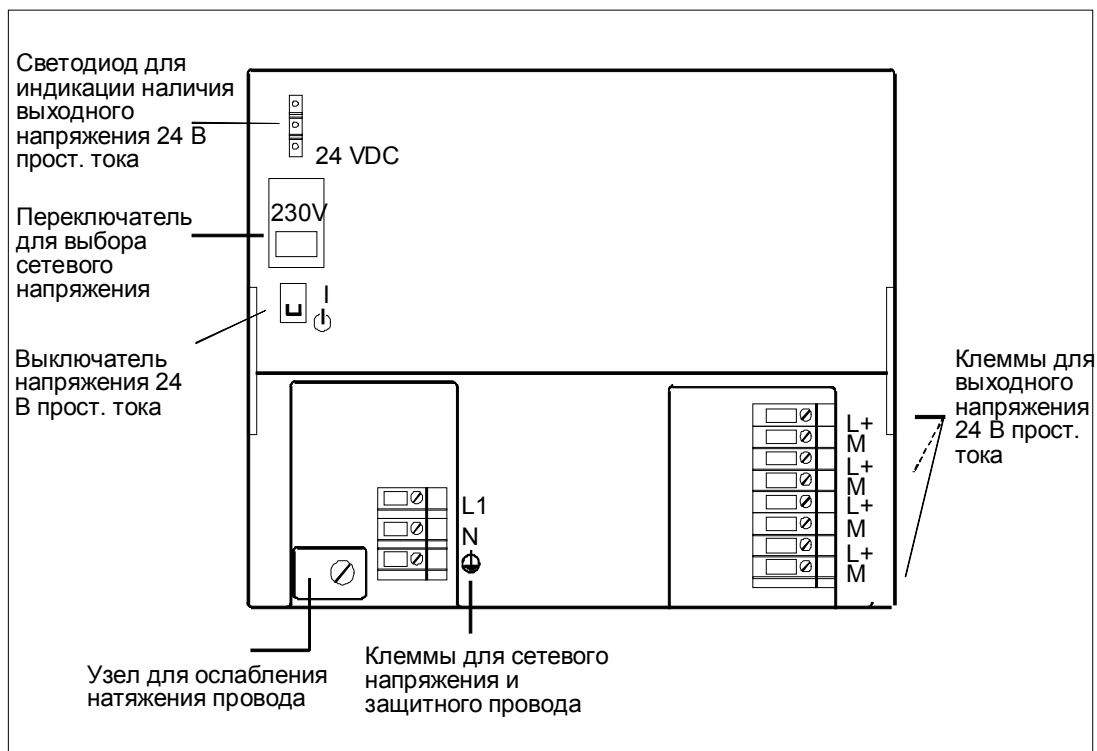 Светодиод для
индикации наличия
выходного
напряжения 24 В
прост. тока
24 VDC
230V
Переключатель
для выбора
сетевого
напряжения
I
Выключатель
напряжения 24
В прост. тока
Клеммы для
выходного
напряжения
24 В прост.
тока
L+
M
L+
M
L+
M
L+
M
L1
N
Узел для ослабления
натяжения провода
Клеммы для сетевого
напряжения и
защитного провода